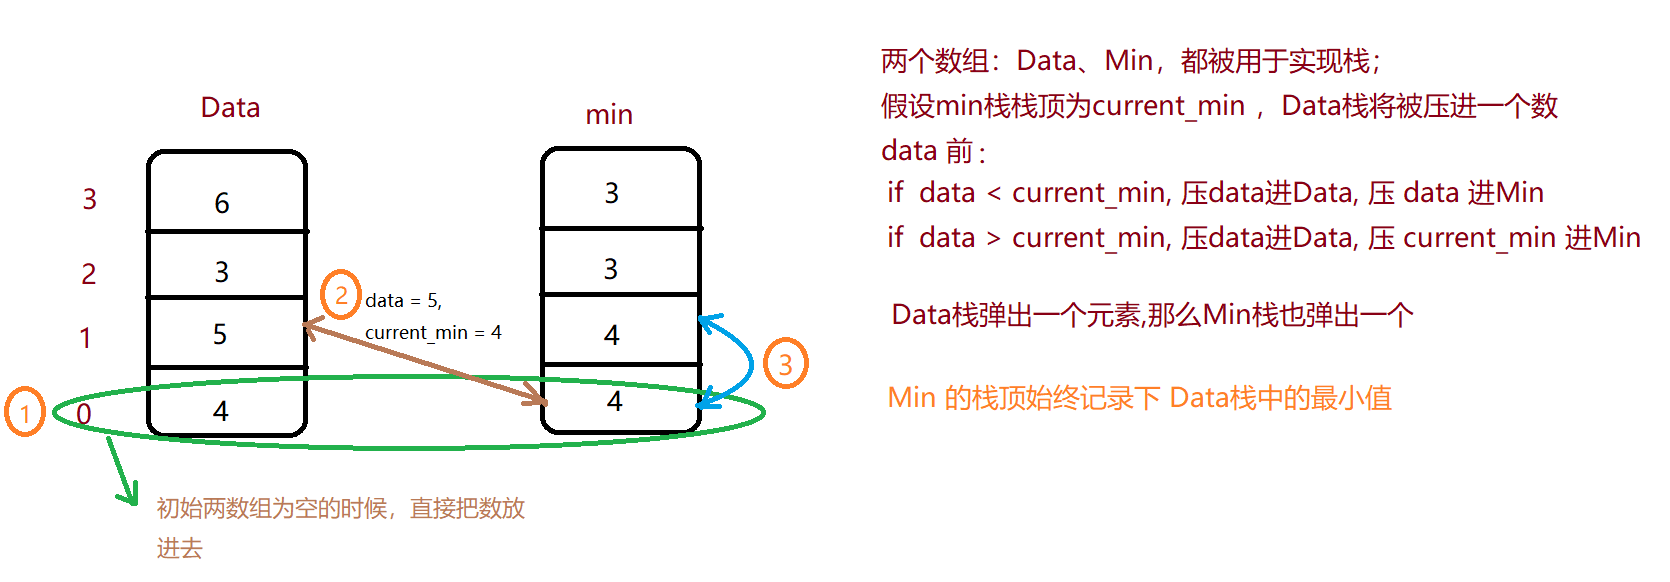 Data
min
3
6
3
2
3
3
2
data = 5,
current_min = 4
1
5
4
3
1
0
4
4
初始两数组为空的时候，直接把数放
进去
两个数组：Data、Min，都被用于实现栈；
假设min栈栈顶为current_min ，Data栈将被压进一个数
data 前：
if data < current_min, 压data进Data, 压 data 进Min
if data > current_min, 压data进Data, 压 current_min 进Min
Data栈弹出一个元素,那么Min栈也弹出一个
Min 的栈顶始终记录下 Data栈中的最小值